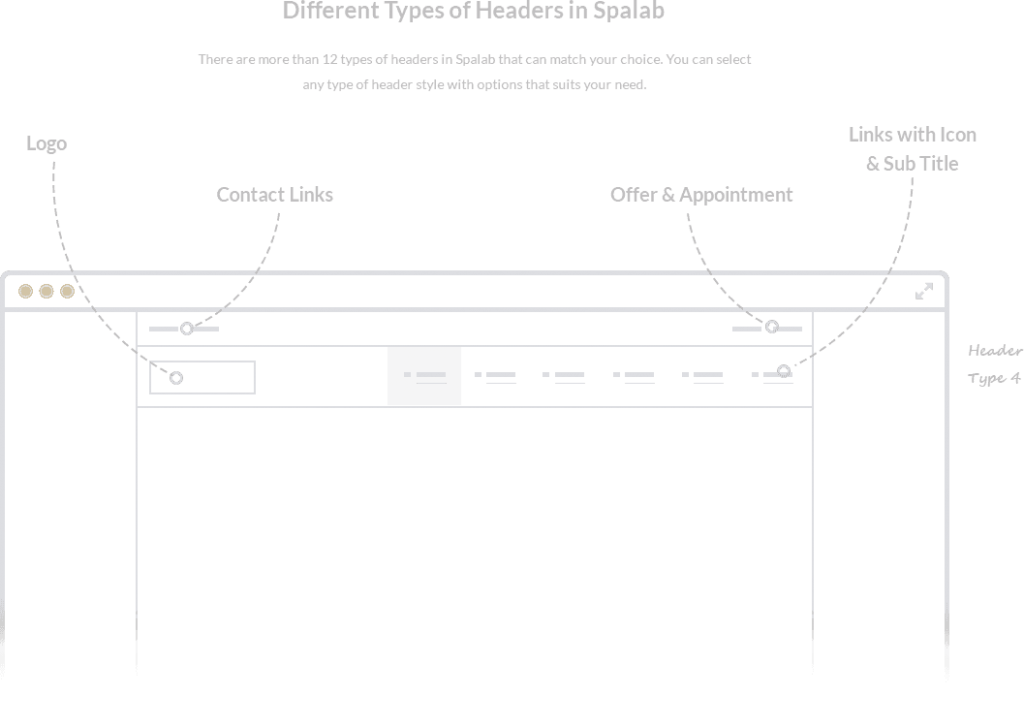 Different Types of Headers in Spalab
There are more than 12 types of headers in Spalab that can match your choice. You can select
any type of header style with options that suits your need.
Logo
Contact Links
Offer & Appointment
Links with Icon
& Sub Title
Header
Type 4